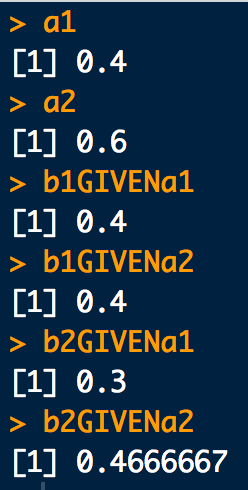 > a1
[1] 0.4
> a2
[1] 0.6
> b1GIVENa1
[1] 0.4
> b1GIVENa2
[1] 0.4
> b2GIVENa1
[1] 0.3
> b2GIVENa2
[1] 0.4666667